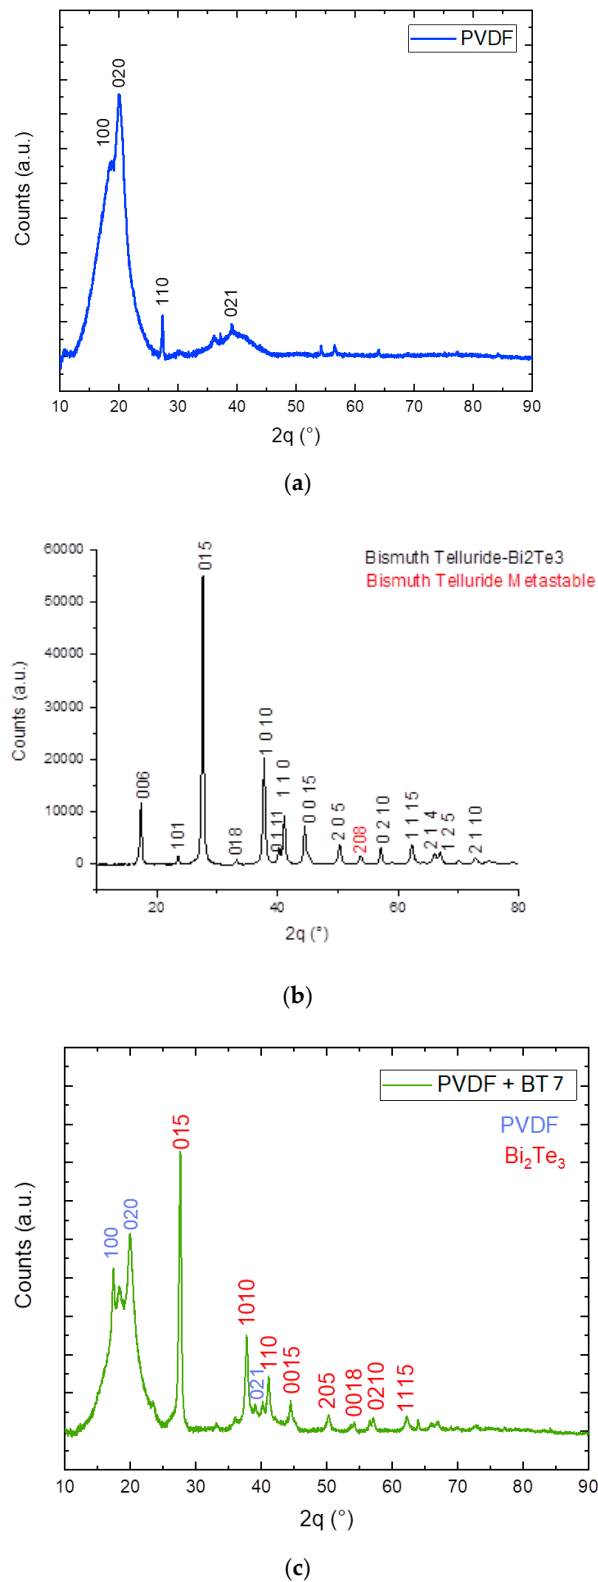 PVDF
020
100
110
021
Counts (a.u.)
10 20 30 40 50 60 70 80 90
2q (°)
(a)
Bismuth Telluride-Bi2Te3
Bismuth Telluride Metastable
015
60000
50000
40000
30000
20000
10000
0
Counts (a.u.)
006
101
018
1 0 10
0 1 11
1 1 0
0 0 15
2 0 5
208
0 2 10
1 1 15
2 1 4
1 2 5
2 1 10
20 40 60 80
2q (°)
(b)
PVDF + BT 7
PVDF
Bi2Te3
015
100
020
1010
021
110
0015
205
0018
0210
1115
Counts (a.u.)
10 20 30 40 50 60 70 80 90
2q (°)
(c)